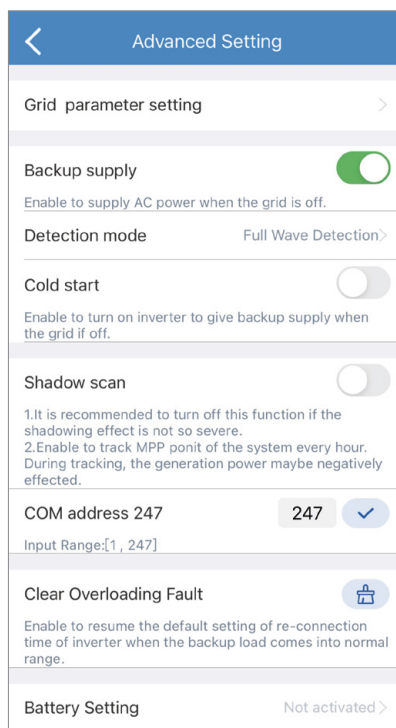 Advanced Setting
Grid parameter setting
Backup supply
Enable to supply AC power when the grid is off.
Detection mode Full Wave Detection
Cold start
Enable to turn on inverter to give backup supply when
the grid if off.
Shadow scan
1.It is recommended to turn off this function if the
shadowing effect is not so severe.
2.Enable to track MPP ponit of the system every hour.
During tracking, the generation power maybe negatively
effected.
COM address 247 247
Input Range:[1 , 247]
Clear Overloading Fault
Enable to resume the default setting of re-connection
time of inverter when the backup load comes into normal
range.
Battery Setting Not activated